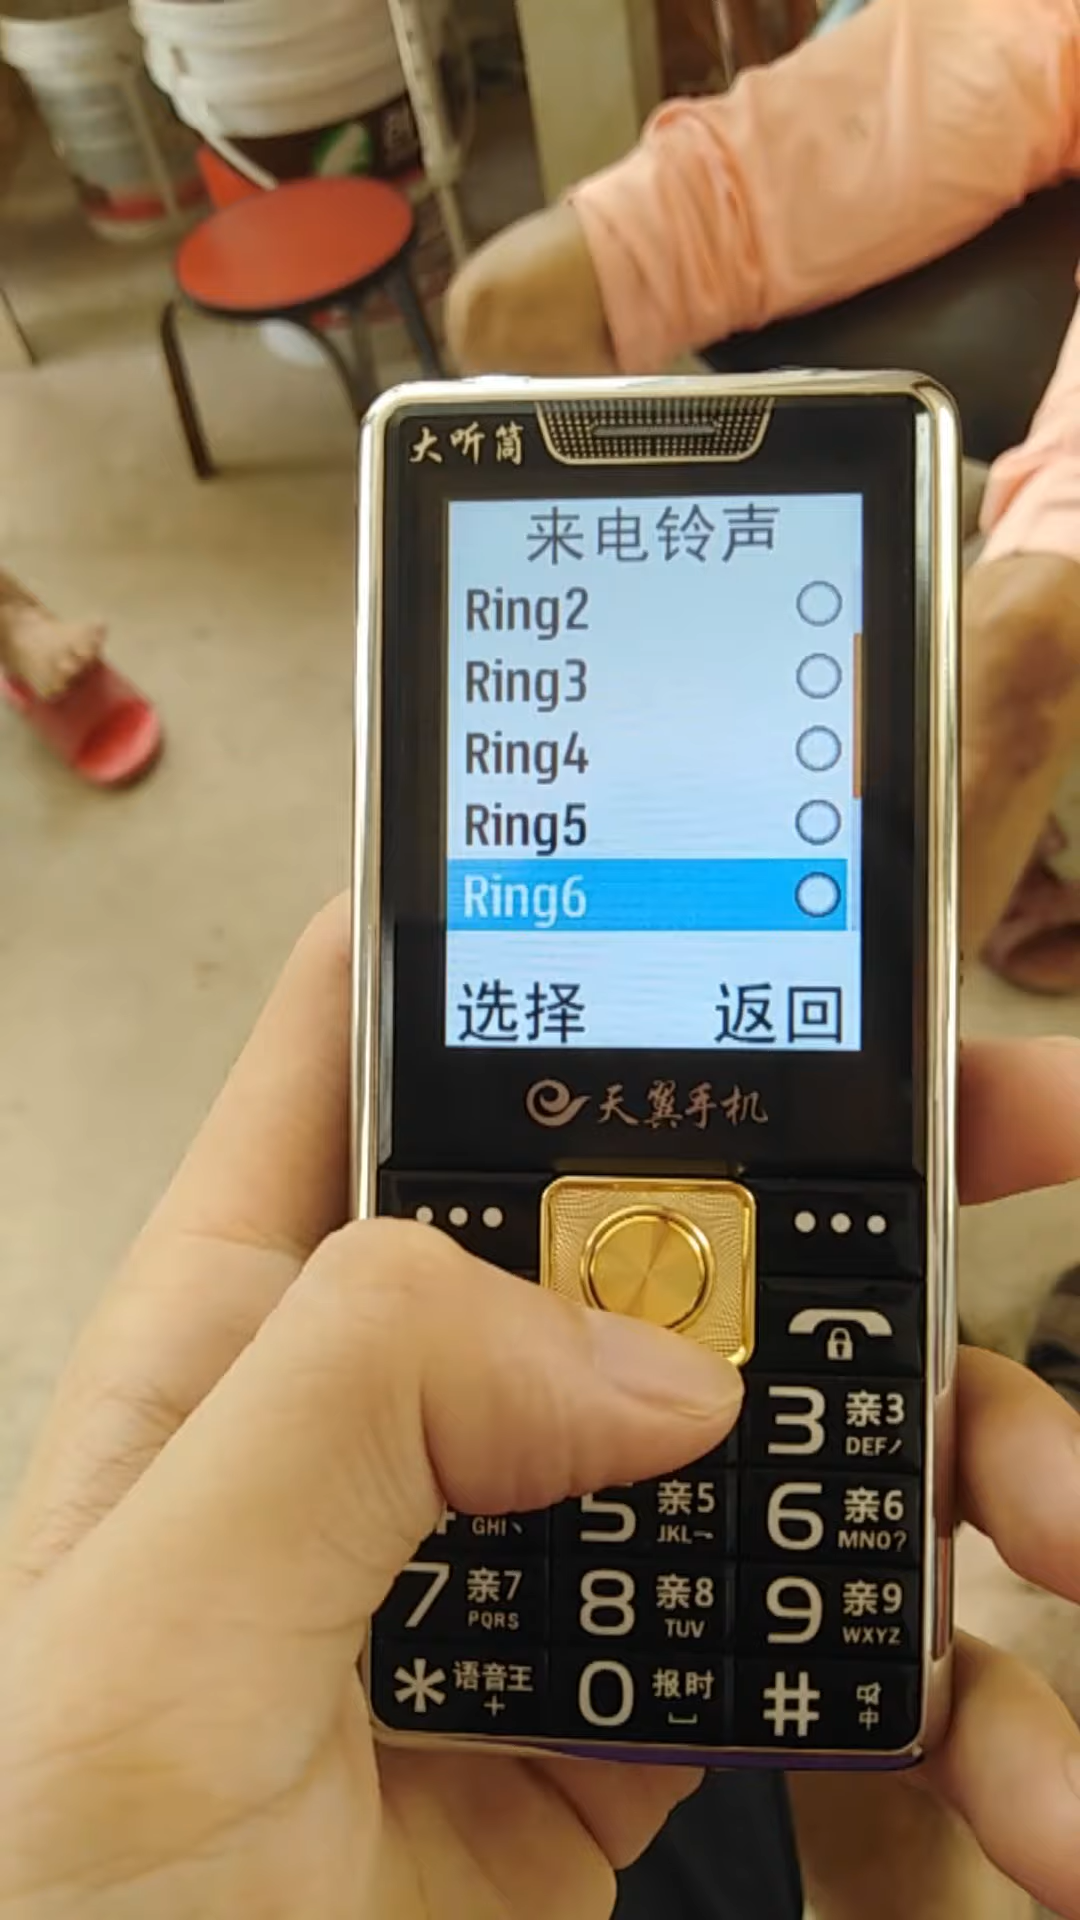 大听筒
来电铃声
Ring2
Ring3
Ring4
Ring5
Ring6
选择 返回
天翼手机
3 亲3 DEF
GHI 5 亲5 JKL 6 亲6 MNO?
7 亲7 PQRS 8 亲8 TUV 9 亲9 WXYZ
* 语音王 + 0 报时 # 中